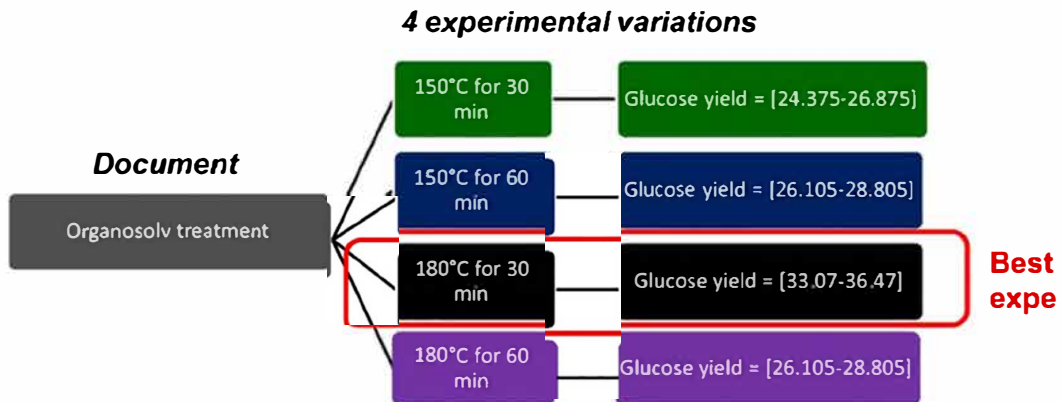 4 experimental variations
150°C for 30
min
Glucose yield = [24.375-26.875]
Document
150°C for 60
min
Glucose yield = [26.105-28.805]
Organosolv treatment
180°C for 30
min
Glucose yield = [33.07-36.47]
Best
expe
180°C for 60
min
Glucose yield = [26.105-28.805]